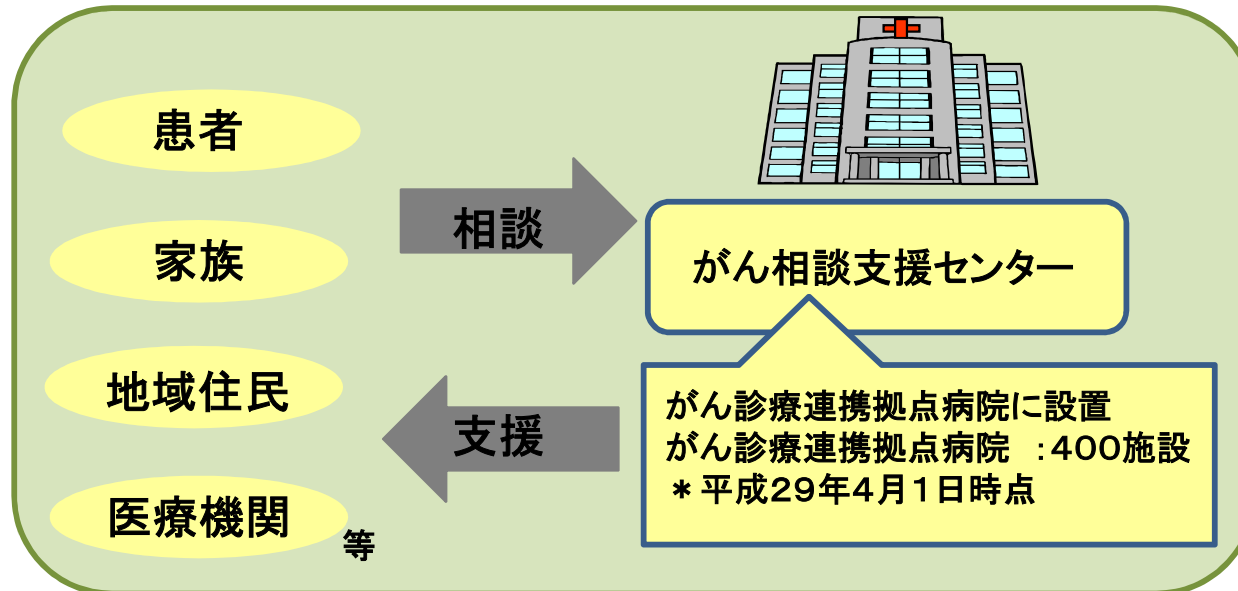 患者
家族
地域住民
医療機関
等
相談
支援
がん相談支援センター
がん診療連携拠点病院に設置
がん診療連携拠点病院　：４００施設
＊平成２９年４月１日時点